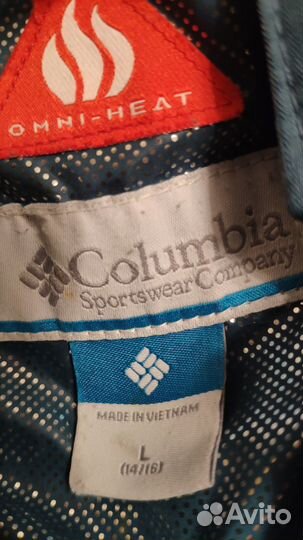 OMNI-HEAT
Columbia
Sportswear Company
MADE IN VIETNAM
L
(14/16)
Avito